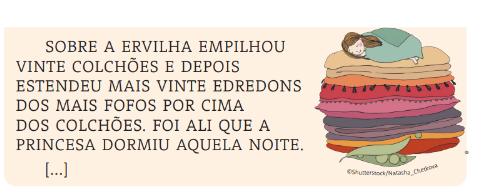 SOBRE A ERVILHA EMPILHOU
VINTE COLCHÕES E DEPOIS
ESTENDEU MAIS VINTE EDREDONS
DOS MAIS FOFOS POR CIMA
DOS COLCHÕES. FOI ALI QUE A
PRINCESA DORMIU AQUELA NOITE.
[...]
©Shutterstock/Natasha_Chetkova